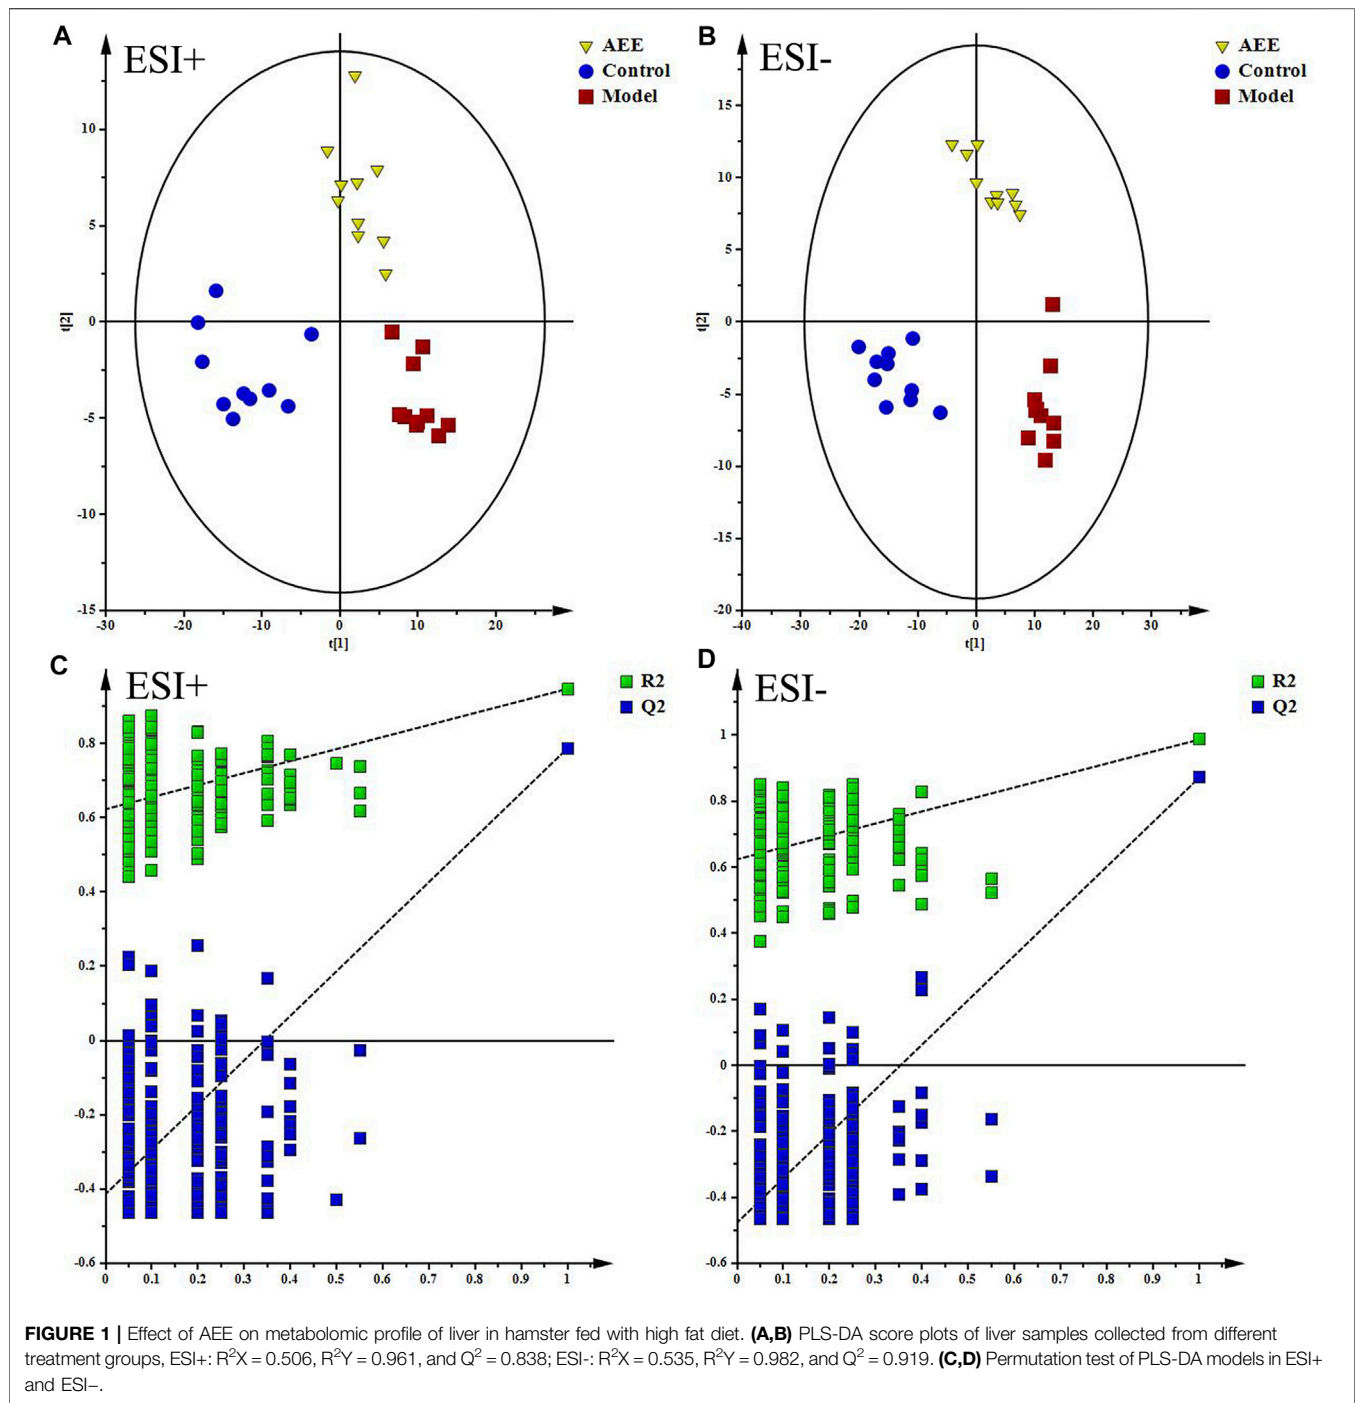 A
ESI+
AEE
Control
Model
10
5
0
-5
-10
-15
t[2]
-30 -20 -10 0 10 20
t[1]
B
ESI-
AEE
Control
Model
15
10
5
0
-5
-10
-15
-20
t[2]
-40 -30 -20 -10 0 10 20 30
t[1]
C
ESI+
R2
Q2
0.8
0.6
0.4
0.2
0
-0.2
-0.4
-0.6
0 0.1 0.2 0.3 0.4 0.5 0.6 0.7 0.8 0.9 1
D
ESI-
R2
Q2
1
0.8
0.6
0.4
0.2
0
-0.2
-0.4
-0.6
0 0.1 0.2 0.3 0.4 0.5 0.6 0.7 0.8 0.9 1
FIGURE 1 | Effect of AEE on metabolomic profile of liver in hamster fed with high fat diet. (A,B) PLS-DA score plots of liver samples collected from different
treatment groups, ESI+: R²X = 0.506, R²Y = 0.961, and Q² = 0.838; ESI-: R²X = 0.535, R²Y = 0.982, and Q² = 0.919. (C,D) Permutation test of PLS-DA models in ESI+
and ESI−.